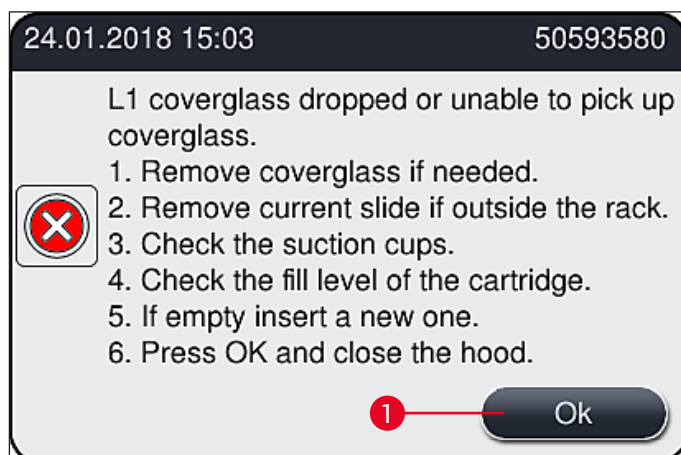 24.01.2018 15:03 50593580
L1 coverglass dropped or unable to pick up
coverglass.
1. Remove coverglass if needed.
2. Remove current slide if outside the rack.
3. Check the suction cups.
4. Check the fill level of the cartridge.
5. If empty insert a new one.
6. Press OK and close the hood.
1 Ok